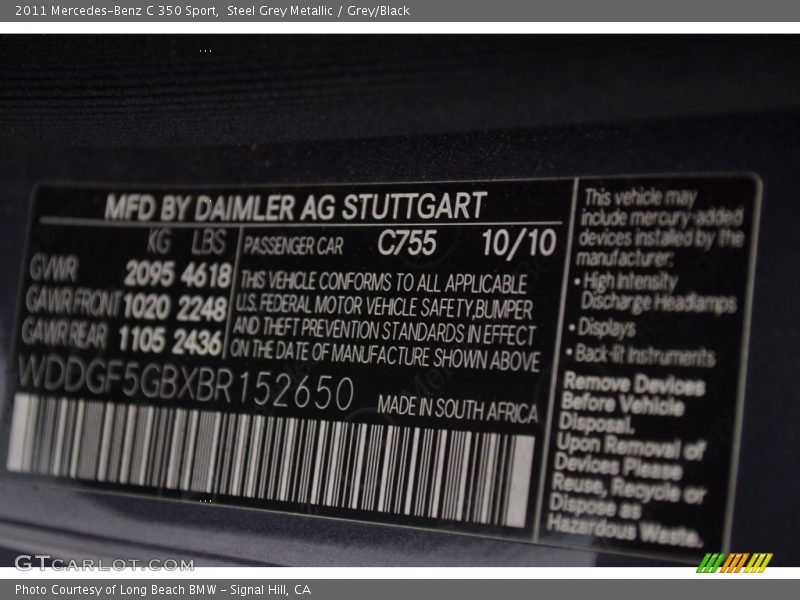 2011 Mercedes-Benz C 350 Sport, Steel Grey Metallic / Grey/Black
MFD BY DAIMLER AG STUTTGART
KG LBS
GVWR 2095 4618
GAWR FRONT 1020 2248
GAWR REAR 1105 2436
PASSENGER CAR C755 10/10
THIS VEHICLE CONFORMS TO ALL APPLICABLE
U.S. FEDERAL MOTOR VEHICLE SAFETY,BUMPER
AND THEFT PREVENTION STANDARDS IN EFFECT
ON THE DATE OF MANUFACTURE SHOWN ABOVE
WDDGF5GBXBR152650
MADE IN SOUTH AFRICA
This vehicle may
include mercury-added
devices installed by the
manufacturer:
• High Intensity
Discharge Headamps
• Displays
• Back-lit Instruments
Remove Devices
Before Vehicle
Disposal.
Upon Removal of
Devices Please
Reuse, Recycle or
Dispose as
Hazardous Waste.
GTCARLOT.COM
Photo Courtesy of Long Beach BMW - Signal Hill, CA